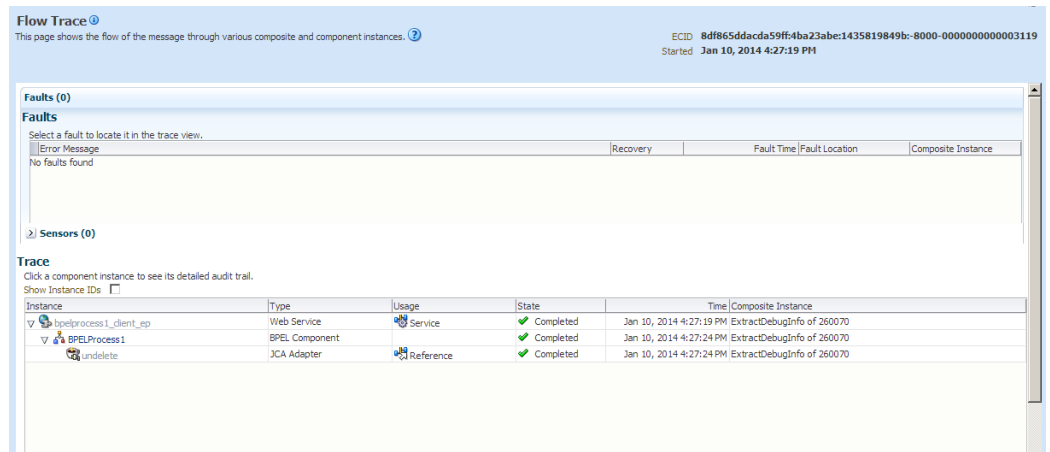 Flow Trace
This page shows the flow of the message through various composite and component instances.
ECID 8df865ddacda59ff:4ba23abe:1435819849b:-8000-0000000000003119
Started Jan 10, 2014 4:27:19 PM
Faults (0)
Faults
Select a fault to locate it in the trace view.
Error Message Recovery Fault Time Fault Location Composite Instance
No faults found
Sensors (0)
Trace
Click a component instance to see its detailed audit trail.
Show Instance IDs
Instance Type Usage State Time Composite Instance
bpelprocess1_client_ep Web Service Service Completed Jan 10, 2014 4:27:19 PM ExtractDebugInfo of 260070
BPELProcess1 BPEL Component Completed Jan 10, 2014 4:27:24 PM ExtractDebugInfo of 260070
undelete JCA Adapter Reference Completed Jan 10, 2014 4:27:24 PM ExtractDebugInfo of 260070